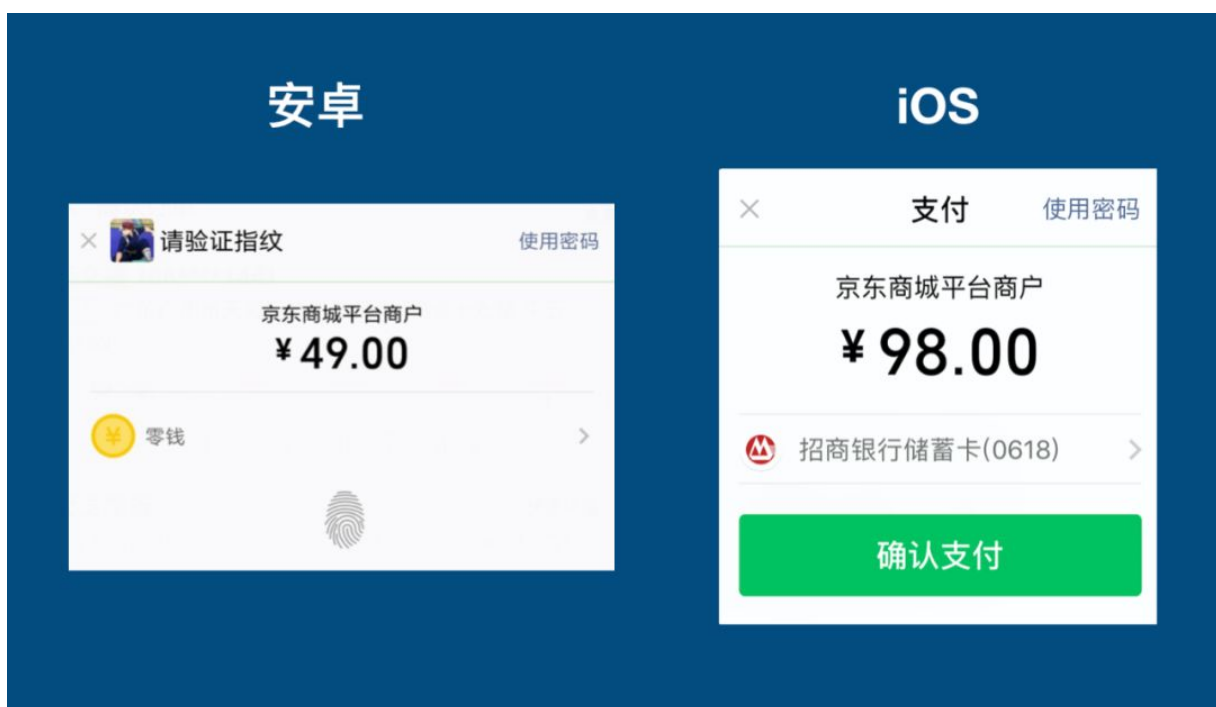 安卓
请验证指纹 使用密码
京东商城平台商户
¥49.00
¥ 零钱
iOS
支付 使用密码
京东商城平台商户
¥98.00
招商银行储蓄卡(0618)
确认支付